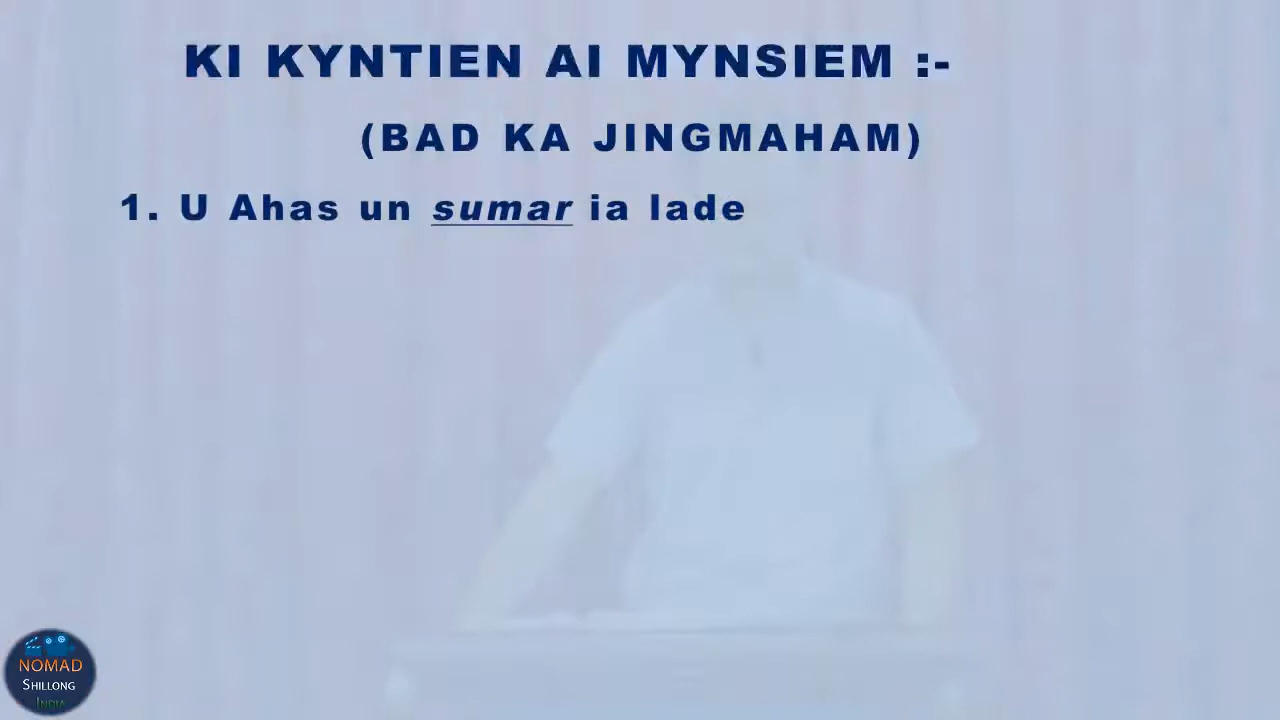 KI KYNTIEN AI MYNSIEM :-
(BAD KA JINGMAHAM)
1. U Ahas un sumar ia lade
NOMAD
SHILLONG
INDIA